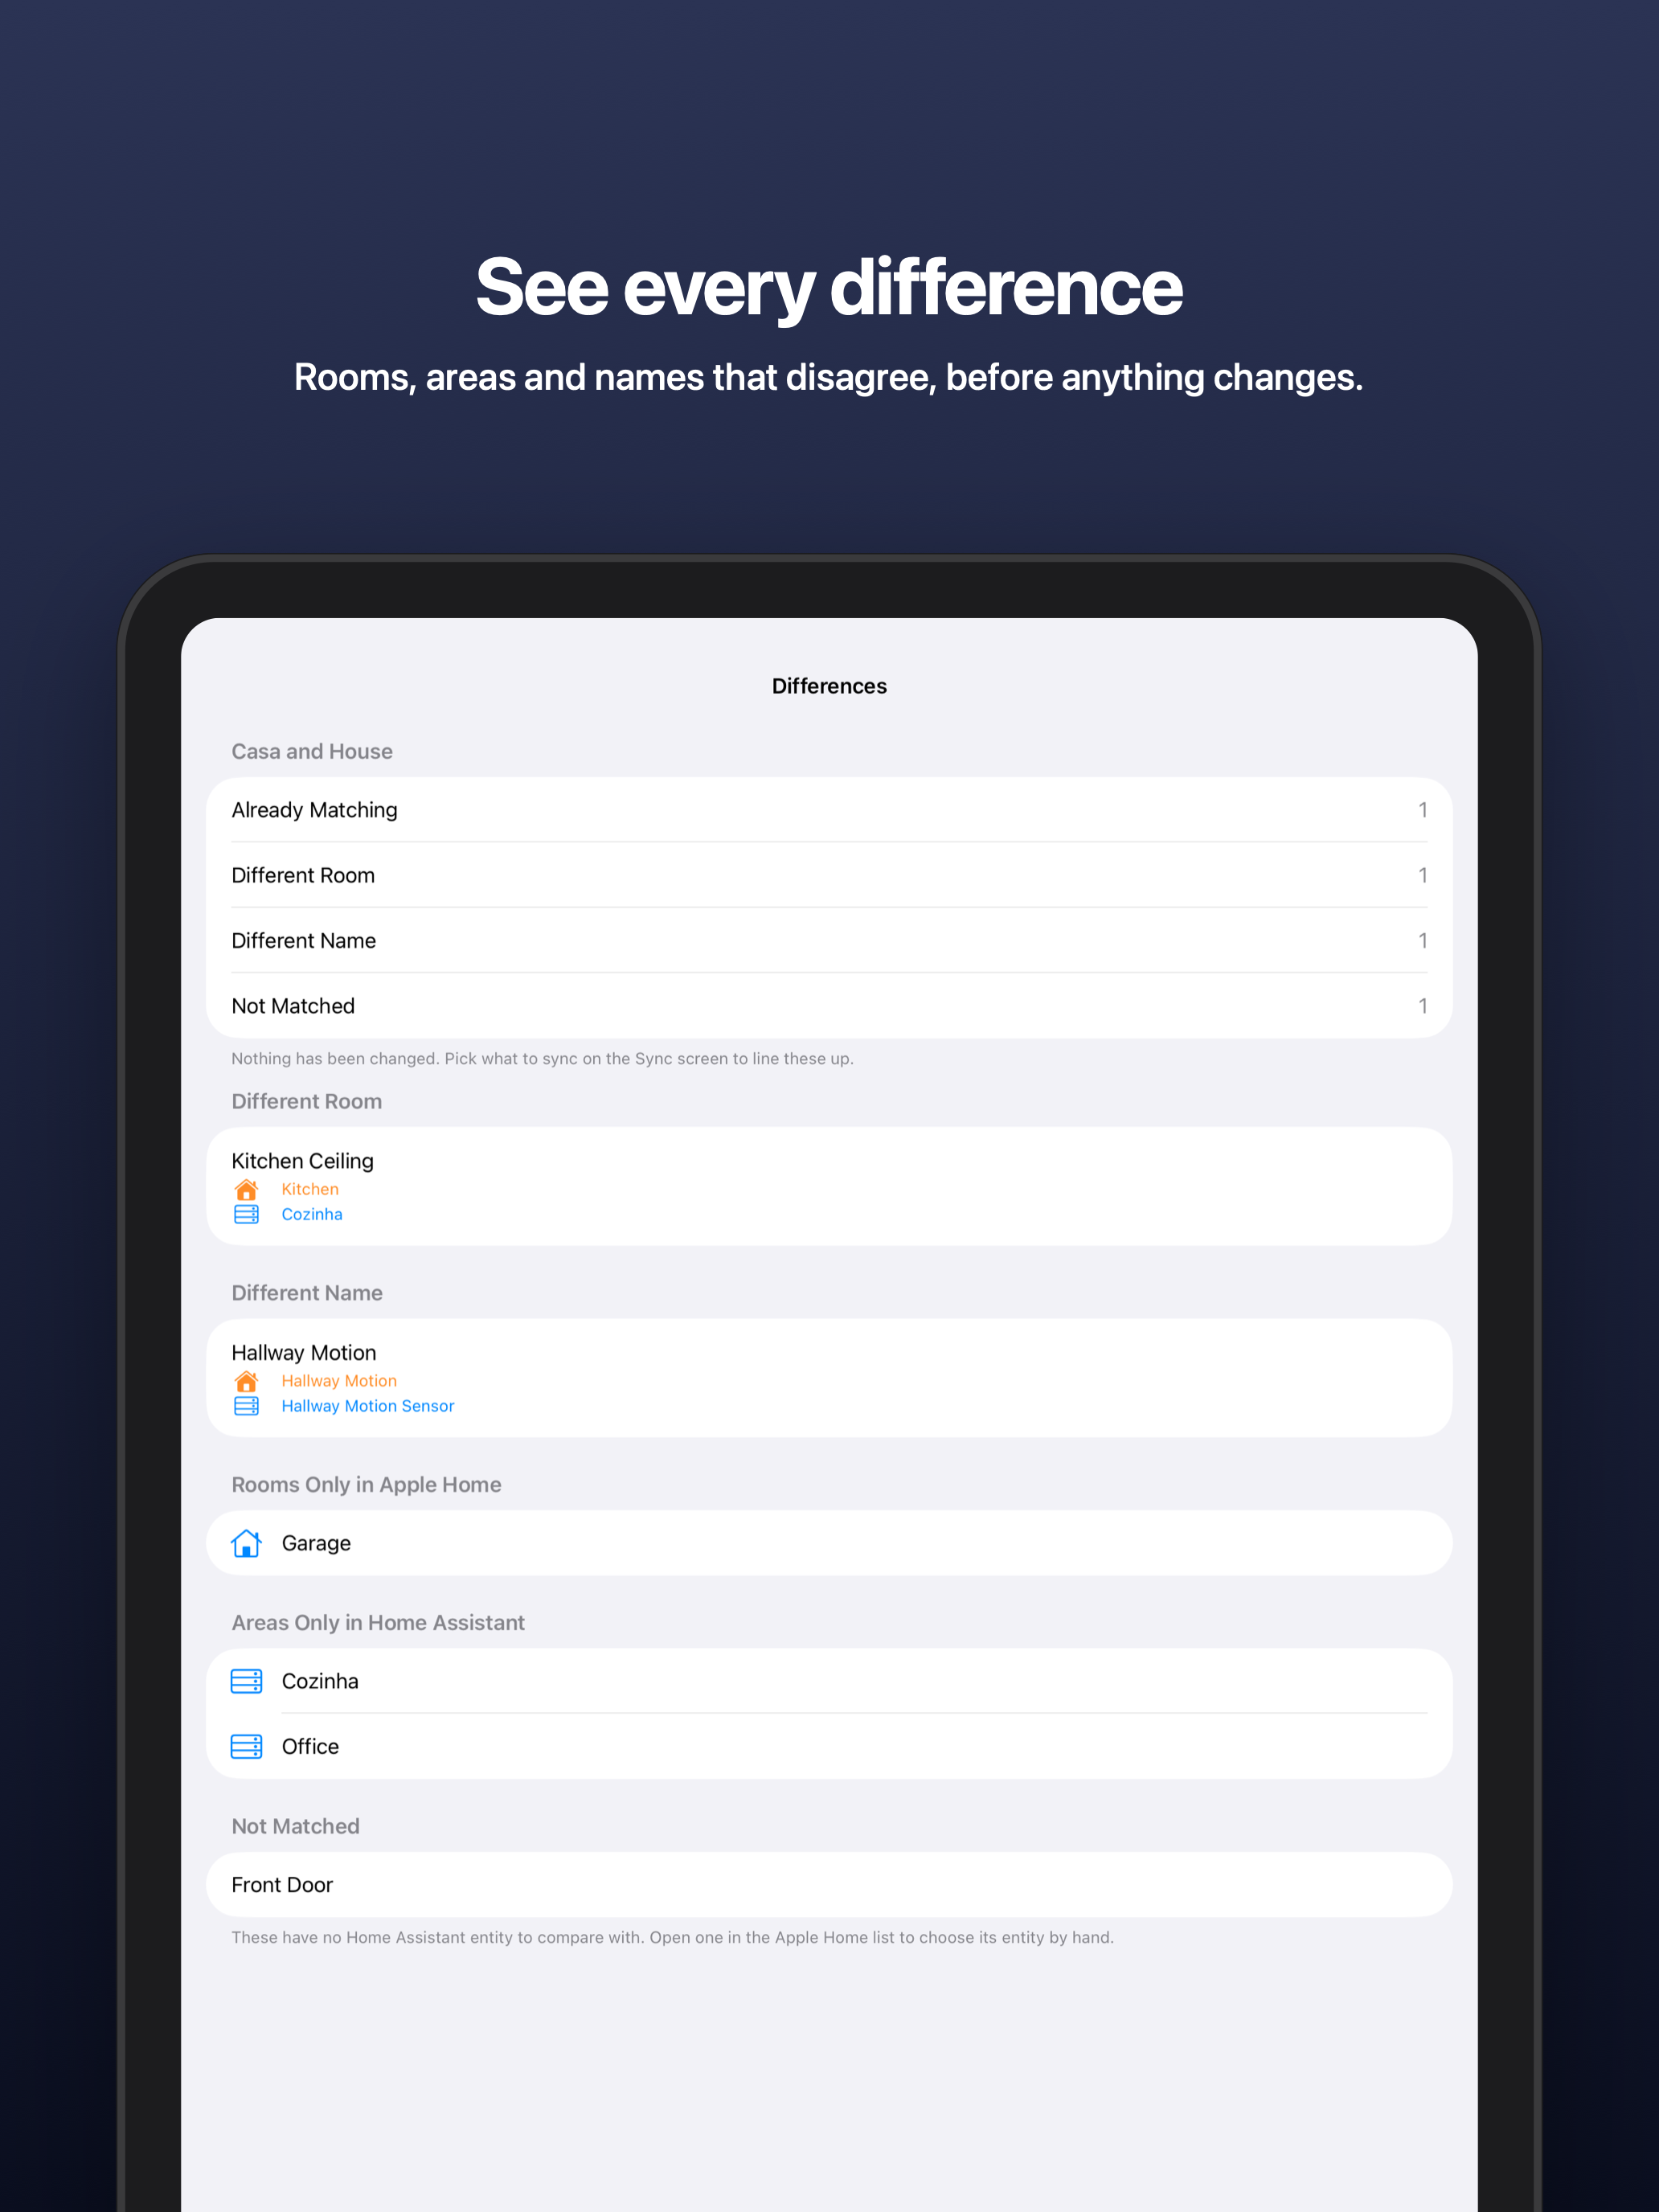 See every difference
Rooms, areas and names that disagree, before anything changes.
Differences
Casa and House
Already Matching 1
Different Room 1
Different Name 1
Not Matched 1
Nothing has been changed. Pick what to sync on the Sync screen to line these up.
Different Room
Kitchen Ceiling
Kitchen
Cozinha
Different Name
Hallway Motion
Hallway Motion
Hallway Motion Sensor
Rooms Only in Apple Home
Garage
Areas Only in Home Assistant
Cozinha
Office
Not Matched
Front Door
These have no Home Assistant entity to compare with. Open one in the Apple Home list to choose its entity by hand.